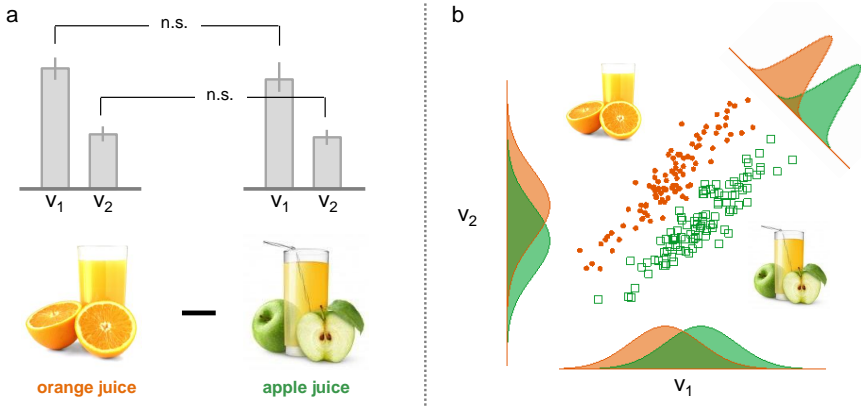 a
n.s.
n.s.
v₁ v₂ v₁ v₂
orange juice apple juice
b
v₂
v₁